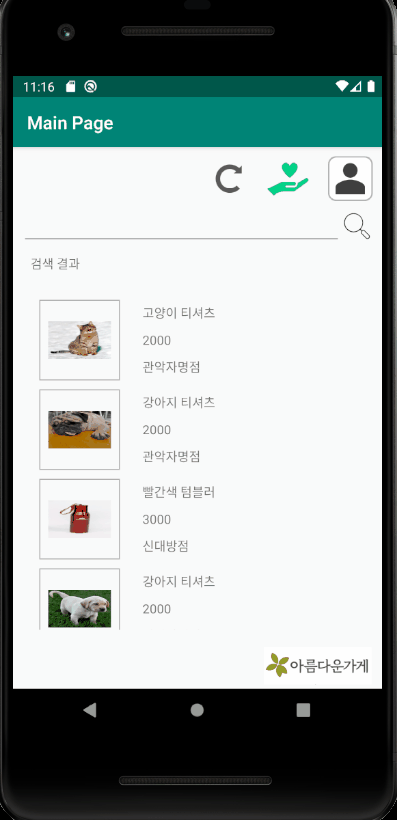 11:16
Main Page
검색 결과
고양이 티셔츠
2000
관악자명점
강아지 티셔츠
2000
관악자명점
빨간색 텀블러
3000
신대방점
강아지 티셔츠
2000
아름다운가게